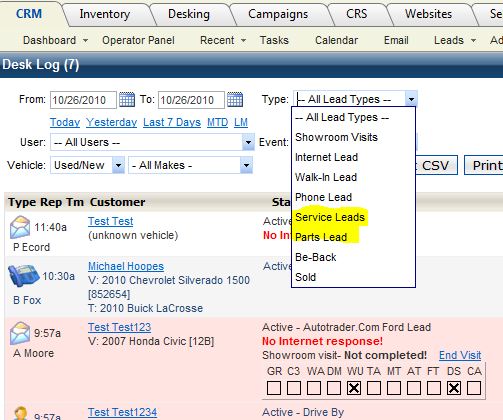 CRM Inventory Desking Campaigns CRS Websites Se
Dashboard Operator Panel Recent Tasks Calendar Email Leads Ad
Desk Log (7)
From: 10/26/2010 To: 10/26/2010 Type: -- All Lead Types --
Today Yesterday Last 7 Days MTD LM
-- All Lead Types --
Showroom Visits
Internet Lead
Walk-In Lead
Phone Lead
Service Leads
Parts Lead
Be-Back
Sold
User: -- All Users -- Event:
Vehicle: Used/New - All Makes - CSV Print
Type Rep Tm Customer Sta
11:40a Test Test Active
P Ecord (unknown vehicle) No In
10:30a Michael Hoopes Active
B Fox V: 2010 Chevrolet Silverado 1500
[852654]
T: 2010 Buick LaCrosse
9:57a Test Test123 Active - Autotrader.Com Ford Lead
A Moore V: 2007 Honda Civic [12B] No Internet response!
Showroom visit- Not completed! End Visit
GR C3 WA DM WU TA MT AT FT DS CA
9:57a Test Test1234 Active - Drive By